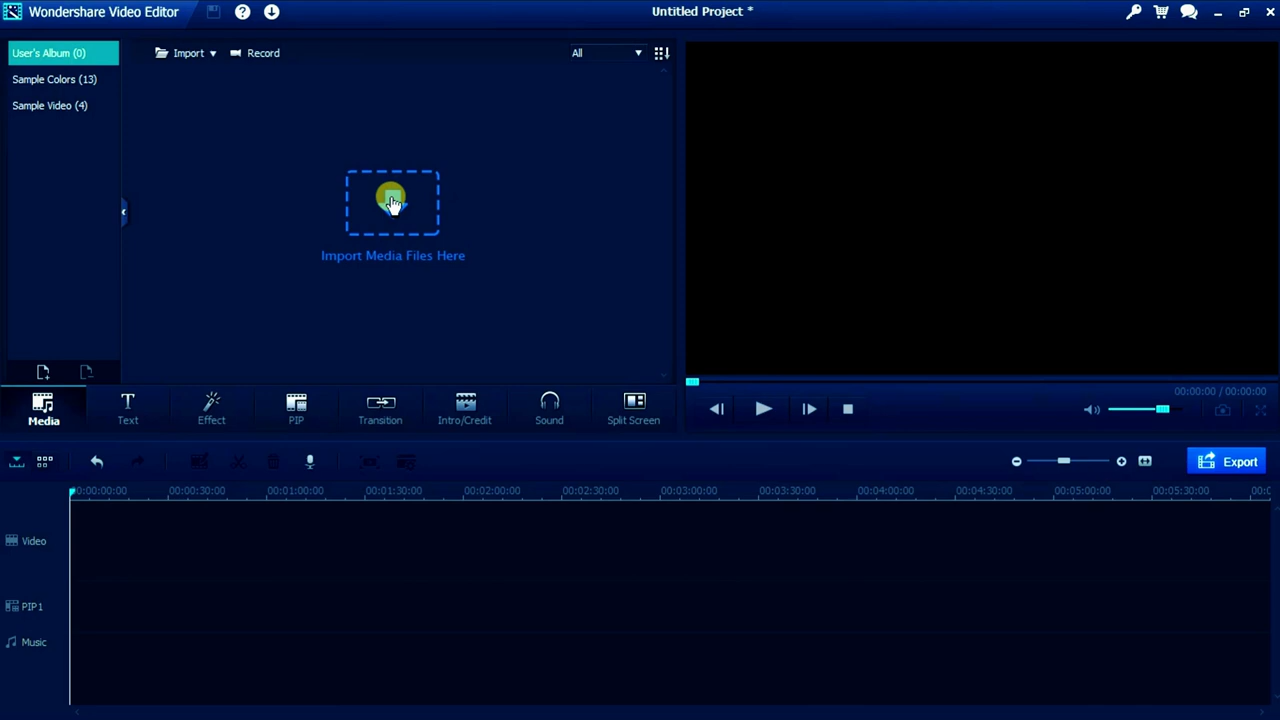 Wondershare Video Editor
Untitled Project *
User's Album (0)
Import
Record
All
Sample Colors (13)
Sample Video (4)
Import Media Files Here
00:00:00 / 00:00:00
Media
Text
Effect
PIP
Transition
Intro/Credit
Sound
Split Screen
Export
00:00:00:00 00:00:30:00 00:01:00:00 00:01:30:00 00:02:00:00 00:02:30:00 00:03:00:00 00:03:30:00 00:04:00:00 00:04:30:00 00:05:00:00 00:05:30:00
Video
PIP1
Music